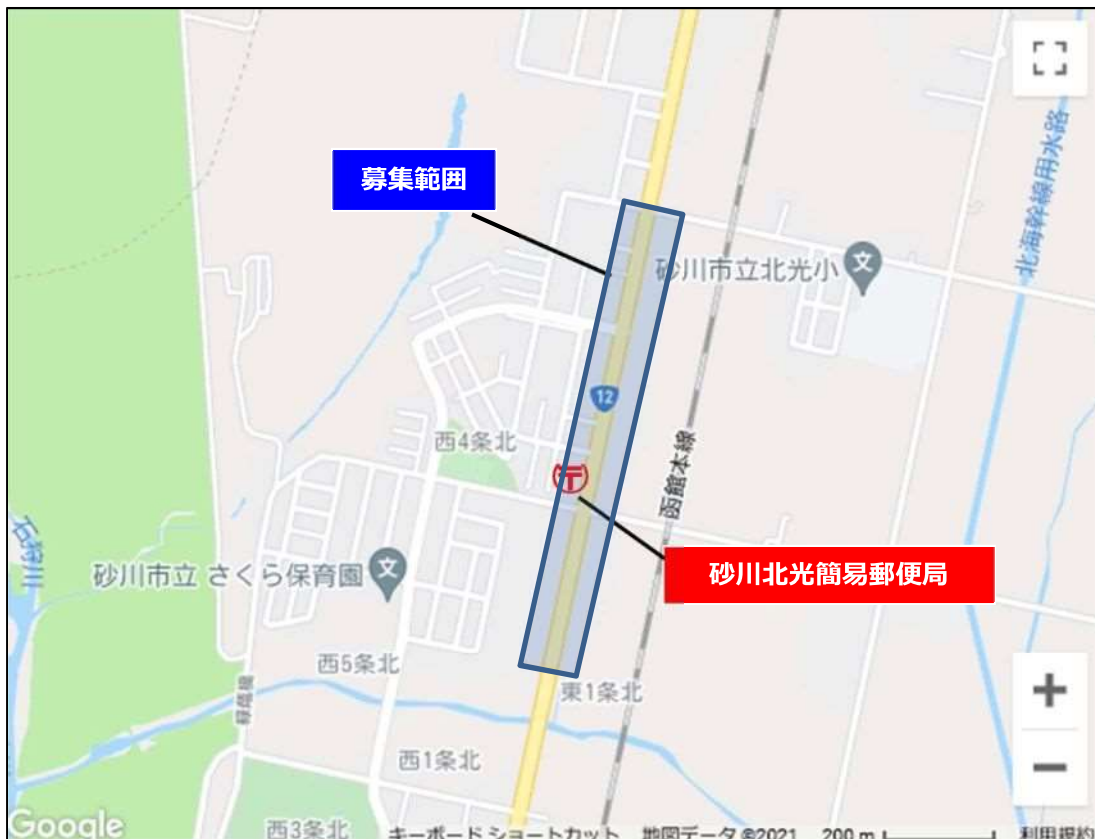 北海幹線用水路
募集範囲
砂川市立北光小
文
12
西4条北
函館本線
〒
石狩川
砂川市立 さくら保育園
文
砂川北光簡易郵便局
西5条北
東1条北
西1条北
Google
西3条北
キーボード ショートカット
地図データ ©2021
200 m
利用規約
+
−